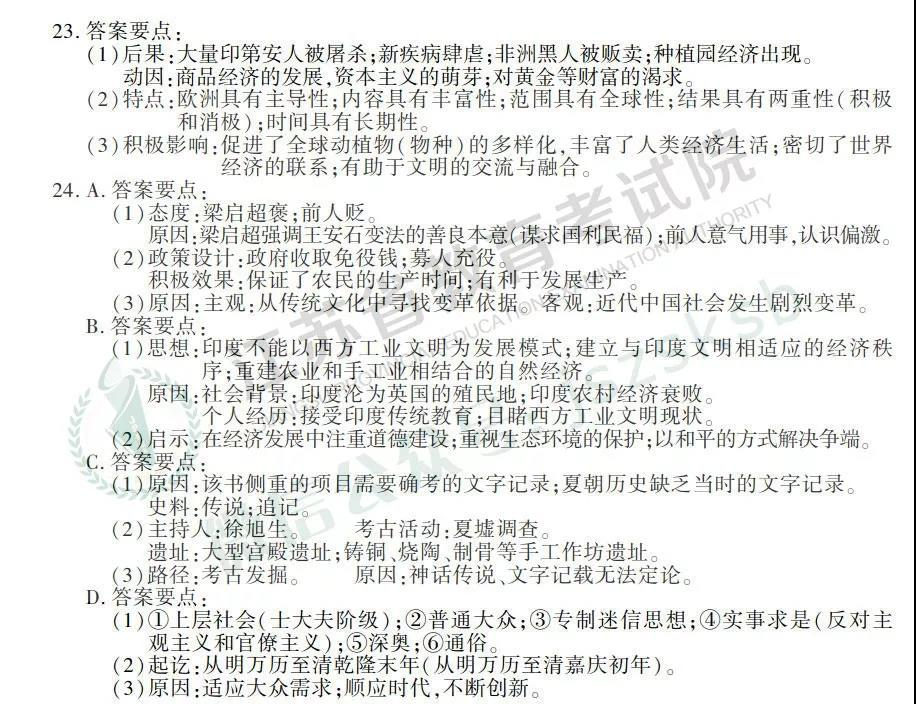 23. 答案要点:
(1)后果:大量印第安人被屠杀;新疾病肆虐;非洲黑人被贩卖;种植园经济出现。
动因:商品经济的发展,资本主义的萌芽;对黄金等财富的渴求。
(2)特点:欧洲具有主导性;内容具有丰富性;范围具有全球性;结果具有两重性(积极
和消极);时间具有长期性。
(3)积极影响:促进了全球动植物(物种)的多样化,丰富了人类经济生活;密切了世界
经济的联系;有助于文明的交流与融合。
24. A. 答案要点:
(1)态度:梁启超褒;前人贬。
原因:梁启超强调王安石变法的善良本意(谋求国利民福);前人意气用事,认识偏激。
(2)政策设计:政府收取免役钱;募人充役。
积极效果:保证了农民的生产时间;有利于发展生产。
(3)原因:主观:从传统文化中寻找变革依据。客观:近代中国社会发生剧烈变革。
B. 答案要点:
(1)思想:印度不能以西方工业文明为发展模式;建立与印度文明相适应的经济秩
序;重建农业和手工业相结合的自然经济。
原因:社会背景:印度沦为英国的殖民地;印度农村经济衰败。
个人经历:接受印度传统教育;目睹西方工业文明现状。
(2)启示:在经济发展中注重道德建设;重视生态环境的保护;以和平的方式解决争端。
C. 答案要点:
(1)原因:该书侧重的项目需要确考的文字记录;夏朝历史缺乏当时的文字记录。
史料:传说;追记。
(2)主持人:徐旭生。 考古活动:夏墟调查。
遗址:大型宫殿遗址;铸铜、烧陶、制骨等手工作坊遗址。
(3)路径:考古发掘。 原因:神话传说、文字记载无法定论。
D. 答案要点:
(1)①上层社会(士大夫阶级);②普通大众;③专制迷信思想;④实事求是(反对主
观主义和官僚主义);⑤深奥;⑥通俗。
(2)起讫:从明万历至清乾隆末年(从明万历至清嘉庆初年)。
(3)原因:适应大众需求;顺应时代,不断创新。
江苏省教育考试院
JIANGSU PROVINCIAL EDUCATION EXAMINATION AUTHORITY
微信公众号:jszsksb